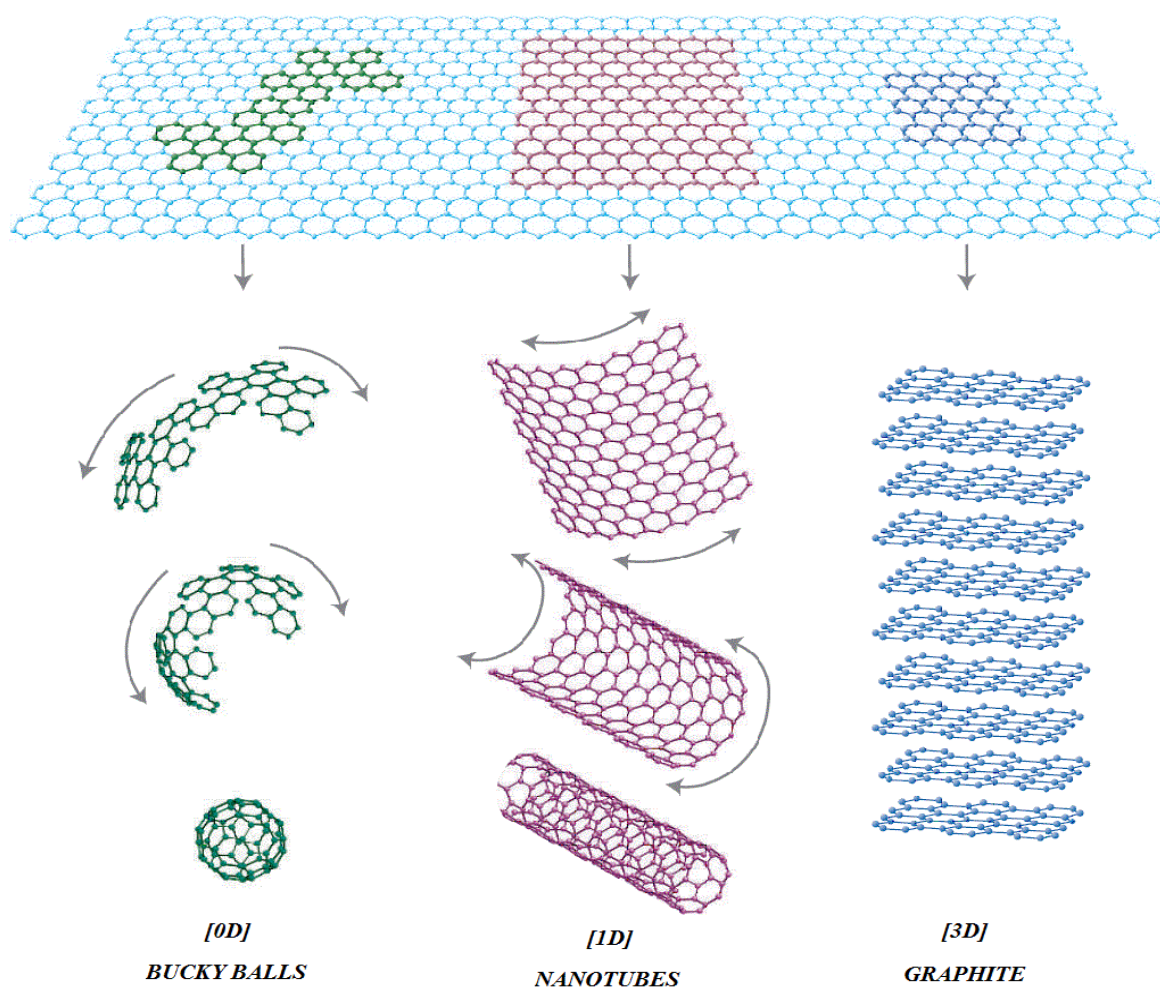 [0D]
BUCKY BALLS
[1D]
NANOTUBES
[3D]
GRAPHITE